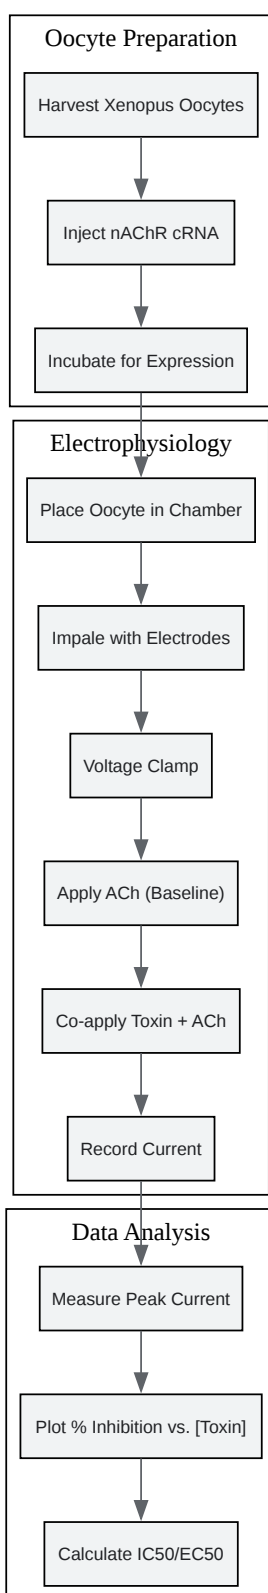 Oocyte Preparation
Harvest Xenopus Oocytes
Inject nAChR cRNA
Incubate for Expression
Electrophysiology
Place Oocyte in Chamber
Impale with Electrodes
Voltage Clamp
Apply ACh (Baseline)
Co-apply Toxin + ACh
Record Current
Data Analysis
Measure Peak Current
Plot % Inhibition vs. [Toxin]
Calculate IC50/EC50